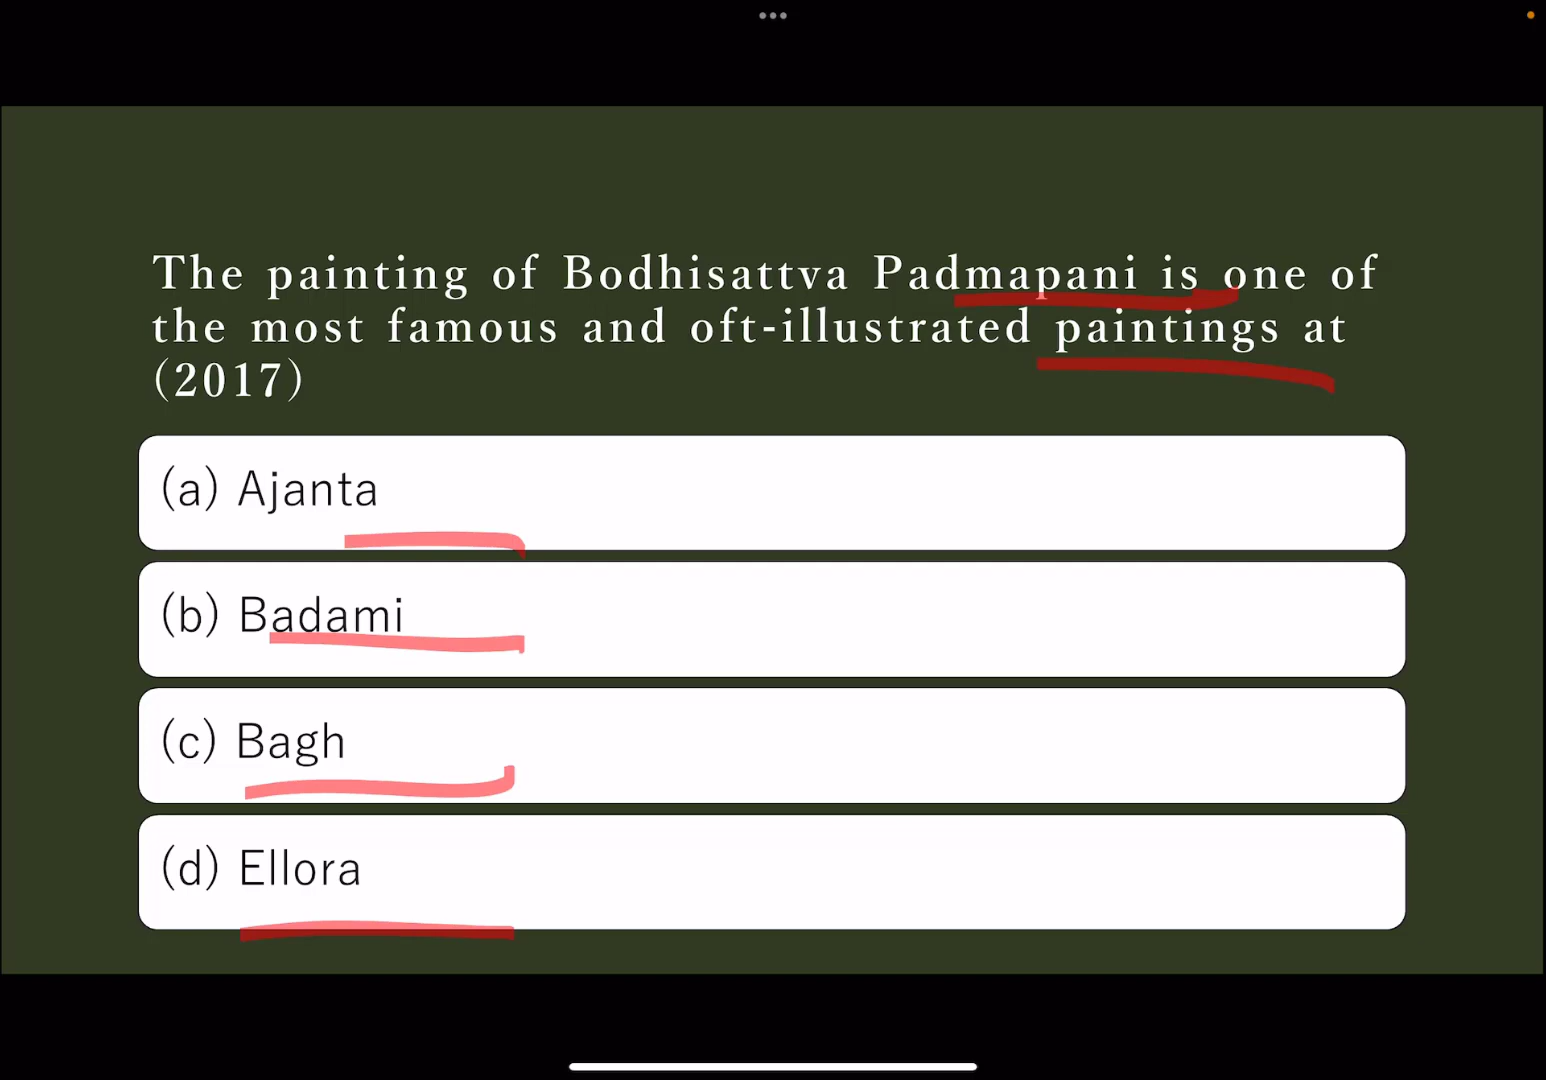 The painting of Bodhisattva Padmapani is one of
the most famous and oft-illustrated paintings at
(2017)
(a) Ajanta
(b) Badami
(c) Bagh
(d) Ellora